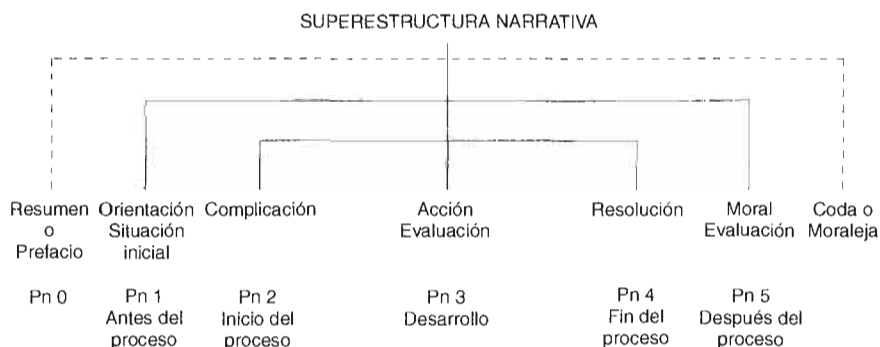 SUPERESTRUCTURA NARRATIVA
Resumen Orientación Complicación Acción Resolución Moral Coda o
o Situación Evaluación Evaluación Moraleja
Prefacio inicial
Pn 0 Pn 1 Pn 2 Pn 3 Pn 4 Pn 5
Antes del Inicio del Desarrollo Fin del Después del
proceso proceso proceso proceso